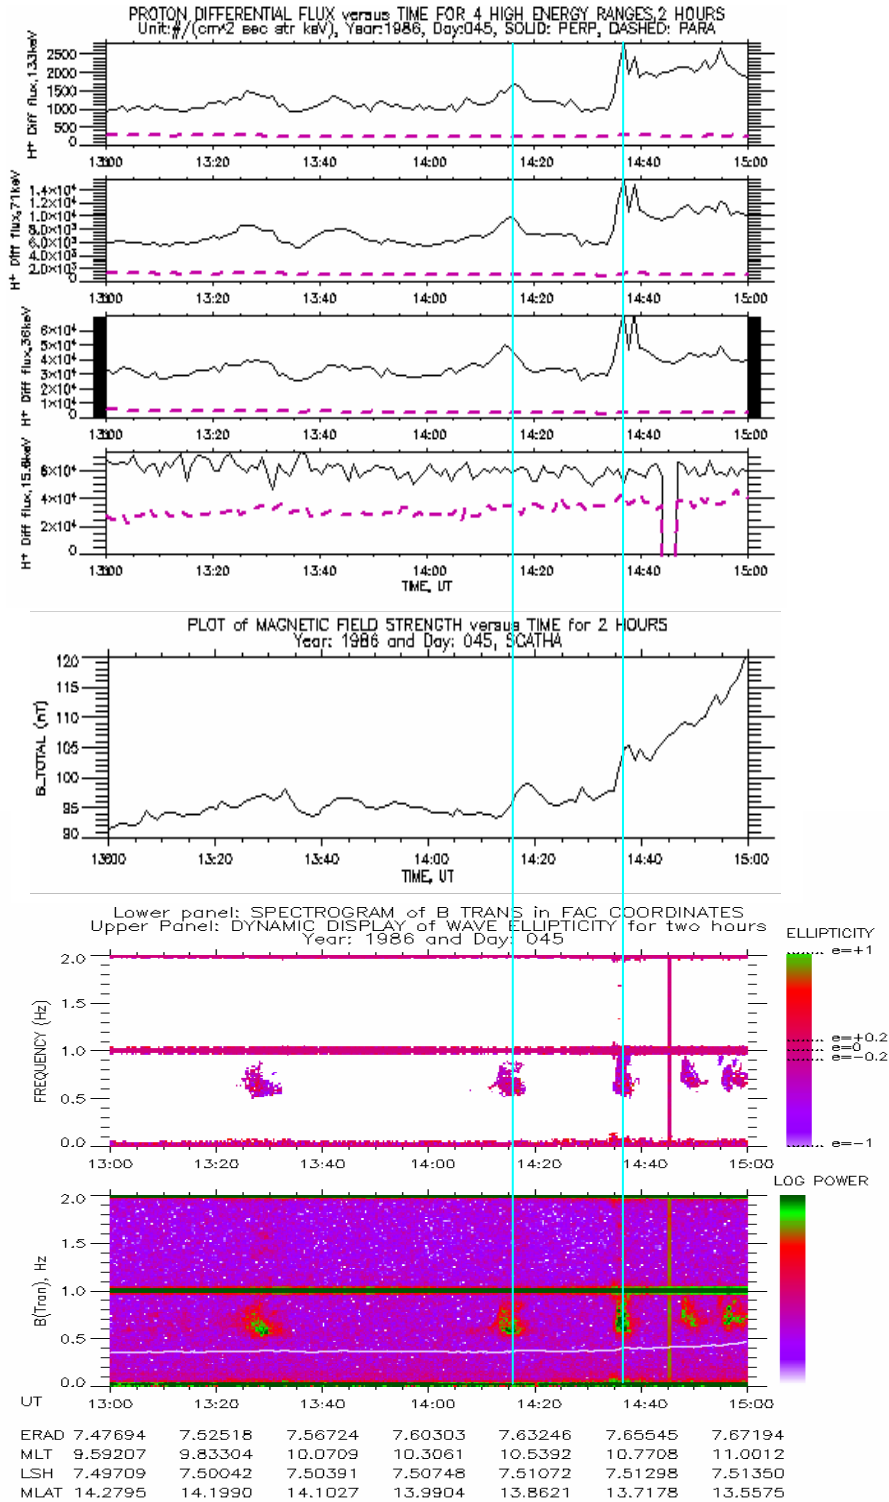 PROTON DIFFERENTIAL FLUX versus TIME FOR 4 HIGH ENERGY RANGES,2 HOURS
Unit:#/(cm^2 sec str keV), Year:1986, Day:045, SOLID: PERP, DASHED: PARA
H+ Diff flux,133keV
2500
2000
1500
1000
500
0
13:00 13:20 13:40 14:00 14:20 14:40 15:00
H+ Diff flux,71keV
1.4×10⁴
1.0×10⁴
8.0×10³
6.0×10³
2.0×10³
0
13:00 13:20 13:40 14:00 14:20 14:40 15:00
H+ Diff flux,36keV
6×10⁴
5×10⁴
4×10⁴
3×10⁴
2×10⁴
1×10⁴
0
13:00 13:20 13:40 14:00 14:20 14:40 15:00
H+ Diff flux,15.6keV
6×10⁴
4×10⁴
2×10⁴
0
13:00 13:20 13:40 14:00 14:20 14:40 15:00
TIME, UT
PLOT of MAGNETIC FIELD STRENGTH versus TIME for 2 HOURS
Year: 1986 and Day: 045, SCATHA
B_TOTAL (nT)
120
115
110
105
100
95
90
13:00 13:20 13:40 14:00 14:20 14:40 15:00
TIME, UT
Lower panel: SPECTROGRAM of B TRANS in FAC COORDINATES
Upper Panel: DYNAMIC DISPLAY of WAVE ELLIPTICITY for two hours
Year: 1986 and Day: 045
FREQUENCY (Hz)
2.0
1.5
1.0
0.5
0.0
13:00 13:20 13:40 14:00 14:20 14:40 15:00
ELLIPTICITY
e=+1
e=+0.2
e=0
e=-0.2
e=-1
B(Tran), Hz
2.0
1.5
1.0
0.5
0.0
LOG POWER
UT 13:00 13:20 13:40 14:00 14:20 14:40 15:00
ERAD 7.47694 7.52518 7.56724 7.60303 7.63246 7.65545 7.67194
MLT 9.59207 9.83304 10.0709 10.3061 10.5392 10.7708 11.0012
LSH 7.49709 7.50042 7.50391 7.50748 7.51072 7.51298 7.51350
MLAT 14.2795 14.1990 14.1027 13.9904 13.8621 13.7178 13.5575